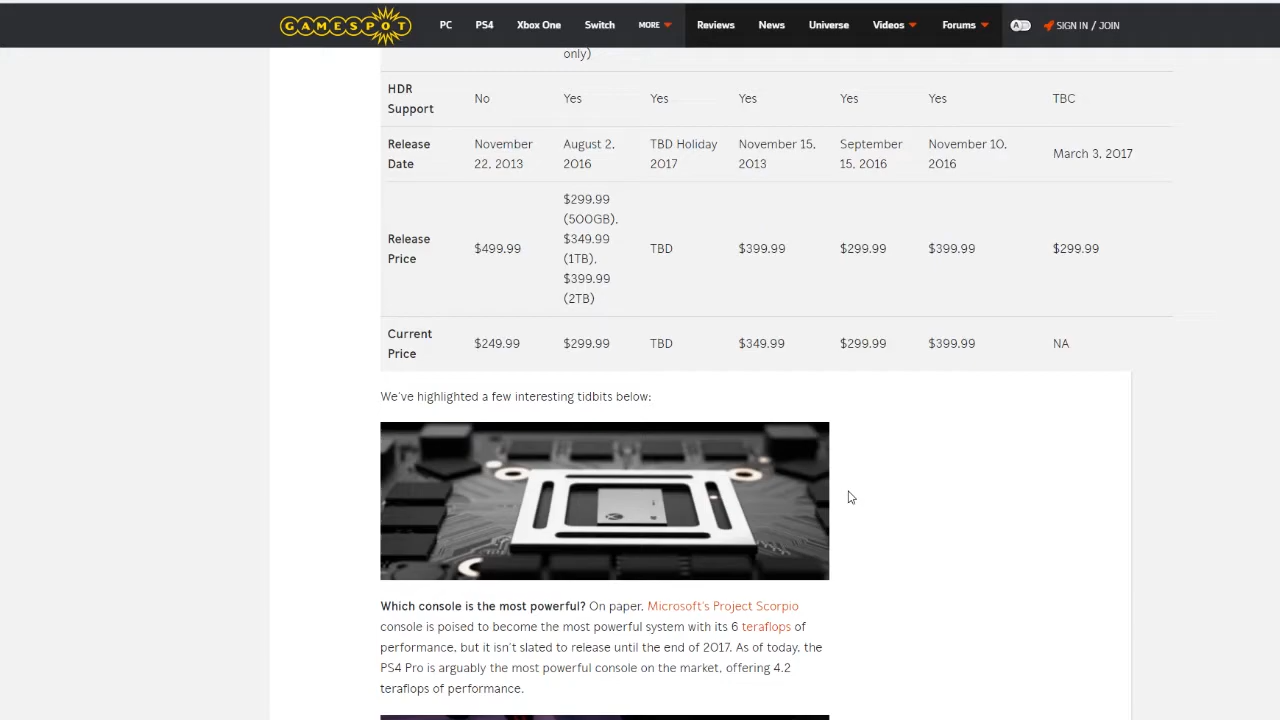 GAMESPOT PC PS4 Xbox One Switch MORE Reviews News Universe Videos Forums SIGN IN / JOIN
only)
HDR
Support
No Yes Yes Yes Yes Yes TBC
Release
Date
November
22, 2013
August 2,
2016
TBD Holiday
2017
November 15,
2013
September
15, 2016
November 10,
2016
March 3, 2017
Release
Price
$499.99
$299.99
(500GB),
$349.99
(1TB),
$399.99
(2TB)
TBD
$399.99
$299.99
$399.99
$299.99
Current
Price
$249.99 $299.99 TBD $349.99 $299.99 $399.99 NA
We've highlighted a few interesting tidbits below:
Which console is the most powerful? On paper, Microsoft's Project Scorpio
console is poised to become the most powerful system with its 6 teraflops of
performance, but it isn't slated to release until the end of 2017. As of today, the
PS4 Pro is arguably the most powerful console on the market, offering 4.2
teraflops of performance.